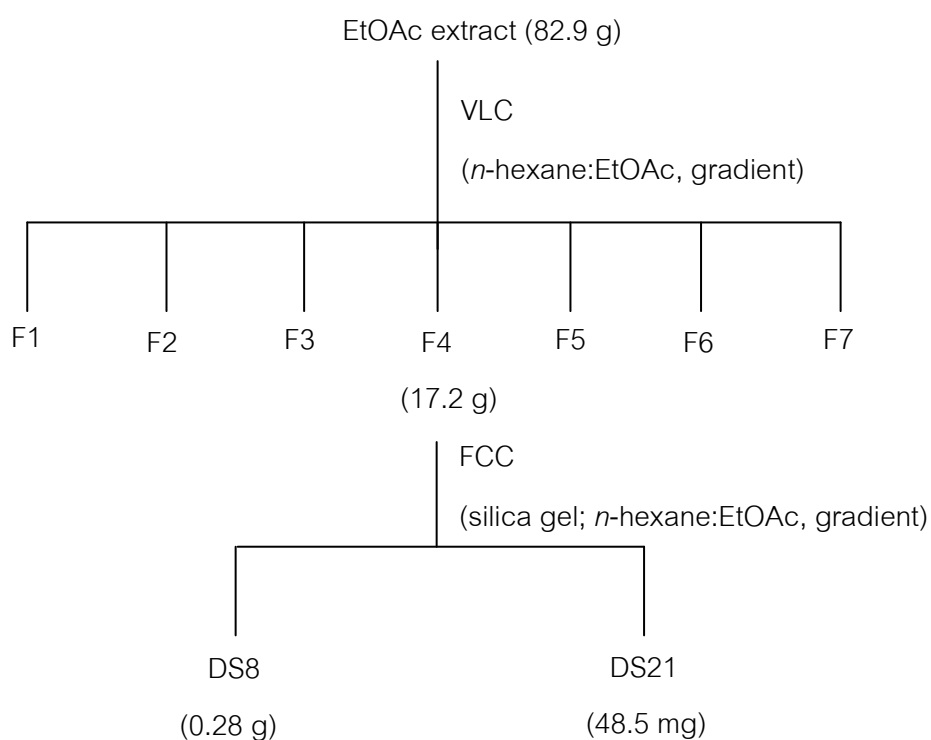 EtOAc extract (82.9 g)
VLC
(n-hexane:EtOAc, gradient)
F1 F2 F3 F4 F5 F6 F7
(17.2 g)
FCC
(silica gel; n-hexane:EtOAc, gradient)
DS8 DS21
(0.28 g) (48.5 mg)